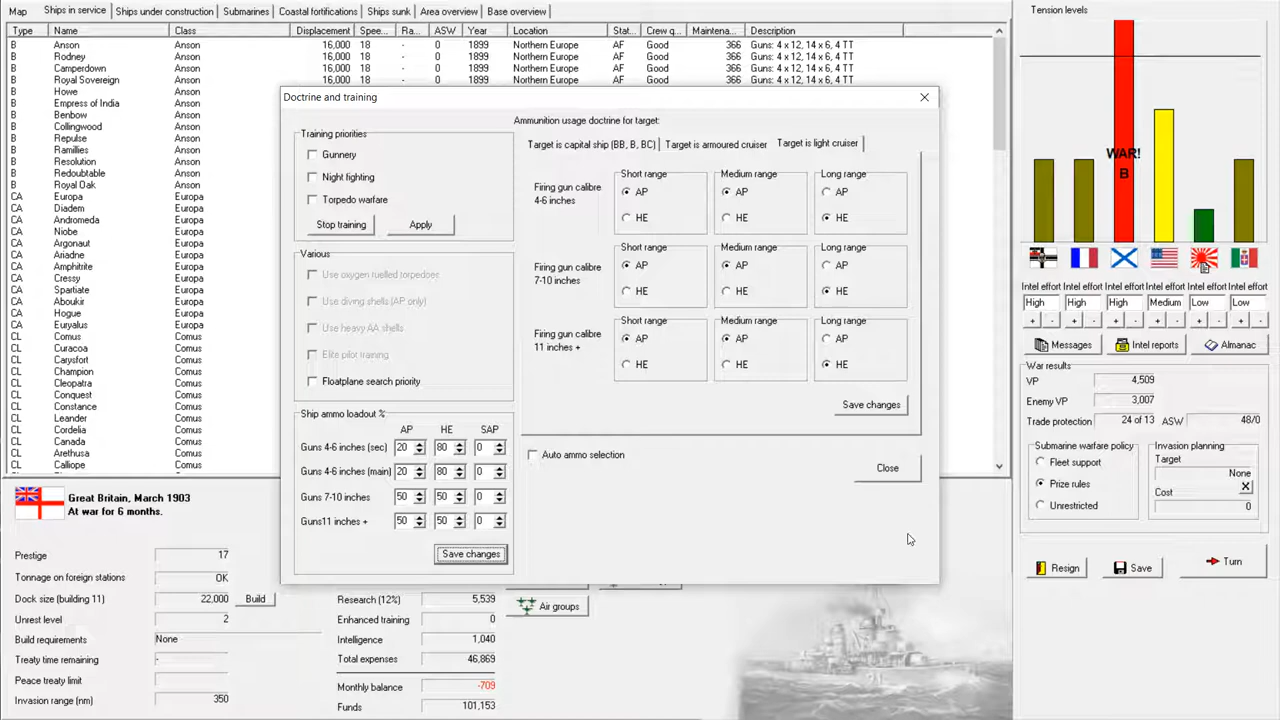 Map Ships in service Ships under construction Submarines Coastal fortifications Ships sunk Area overview Base overview
Type Name Class Displacement Spee... Ra... ASW Year Location Stat... Crew q... Maintena... Description
B Anson Anson 16,000 18 - 0 1899 Northern Europe AF Good 366 Guns: 4 x 12, 14 x 6, 4 TT
B Rodney Anson 16,000 18 - 0 1899 Northern Europe AF Good 366 Guns: 4 x 12, 14 x 6, 4 TT
B Camperdown Anson 16,000 18 - 0 1899 Northern Europe AF Good 366 Guns: 4 x 12, 14 x 6, 4 TT
B Royal Sovereign Anson 16,000 18 - 0 1899 Northern Europe AF Good 366 Guns: 4 x 12, 14 x 6, 4 TT
B Howe Anson
B Empress of India Anson
B Benbow Anson
B Collingwood Anson
B Repulse Anson
B Ramillies Anson
B Resolution Anson
B Redoubtable Anson
B Royal Oak Anson
CA Europa Europa
CA Diadem Europa
CA Andromeda Europa
CA Niobe Europa
CA Argonaut Europa
CA Ariadne Europa
CA Amphitrite Europa
CA Cressy Europa
CA Spartiate Europa
CA Aboukir Europa
CA Hogue Europa
CA Euryalus Europa
CL Comus Comus
CL Curacoa Comus
CL Carysfort Comus
CL Champion Comus
CL Cleopatra Comus
CL Conquest Comus
CL Constance Comus
CL Leander Comus
CL Cordelia Comus
CL Canada Comus
CL Arethusa Comus
CL Calliope Comus
Doctrine and training
Training priorities
Gunnery
Night fighting
Torpedo warfare
Stop training Apply
Various
Use oxygen fuelled torpedoes
Use diving shells (AP only)
Use heavy AA shells
Elite pilot training
Floatplane search priority
Ship ammo loadout %
AP HE SAP
Guns 4-6 inches (sec) 20 80 0
Guns 4-6 inches (main) 20 80 0
Guns 7-10 inches 50 50 0
Guns11 inches + 50 50 0
Save changes
Ammunition usage doctrine for target:
Target is capital ship (BB, B, BC) Target is armoured cruiser Target is light cruiser
Short range Medium range Long range
Firing gun calibre
4-6 inches
AP AP AP
HE HE HE
Short range Medium range Long range
Firing gun calibre
7-10 inches
AP AP AP
HE HE HE
Short range Medium range Long range
Firing gun calibre
11 inches +
AP AP AP
HE HE HE
Save changes
Auto ammo selection
Close
Tension levels
WAR!
B
Intel effort Intel effort Intel effort Intel effort Intel effort Intel effort
High High High Medium Low Low
+ - + - + - + - + - + -
Messages Intel reports Almanac
War results
VP 4,509
Enemy VP 3,007
Trade protection 24 of 13 ASW 48/0
Submarine warfare policy
Fleet support
Prize rules
Unrestricted
Invasion planning
Target
None
Cost X
0
Resign Save Turn
Great Britain, March 1903
At war for 6 months.
Prestige 17
Tonnage on foreign stations OK
Dock size (building 11) 22,000 Build
Unrest level 2
Build requirements None
Treaty time remaining -
Peace treaty limit
Invasion range (nm) 350
Research (12%) 5,539
Enhanced training 0
Intelligence 1,040
Total expenses 46,869
Monthly balance -709
Funds 101,153
Air groups